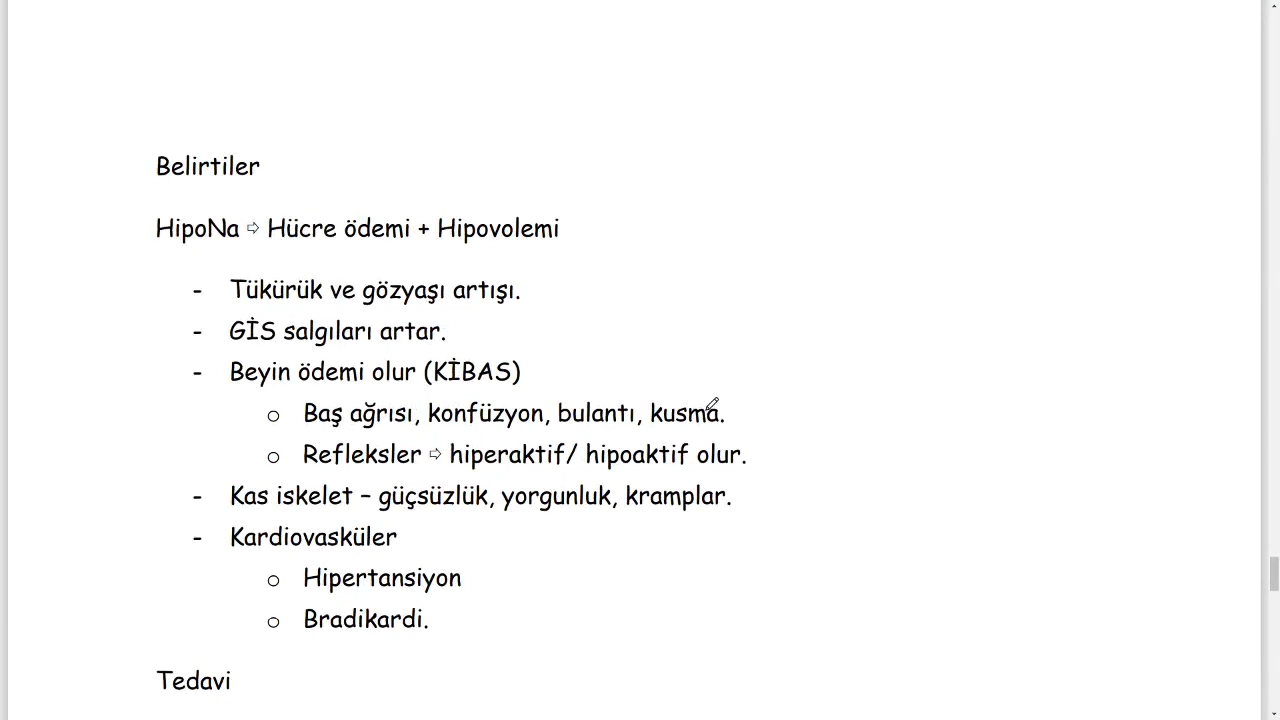 Belirtiler
HipoNa ⇨ Hücre ödemi + Hipovolemi
- Tükürük ve gözyaşı artışı.
- GİS salgıları artar.
- Beyin ödemi olur (KİBAS)
o Baş ağrısı, konfüzyon, bulantı, kusma.
o Refleksler ⇨ hiperaktif/ hipoaktif olur.
- Kas iskelet – güçsüzlük, yorgunluk, kramplar.
- Kardiovasküler
o Hipertansiyon
o Bradikardi.
Tedavi